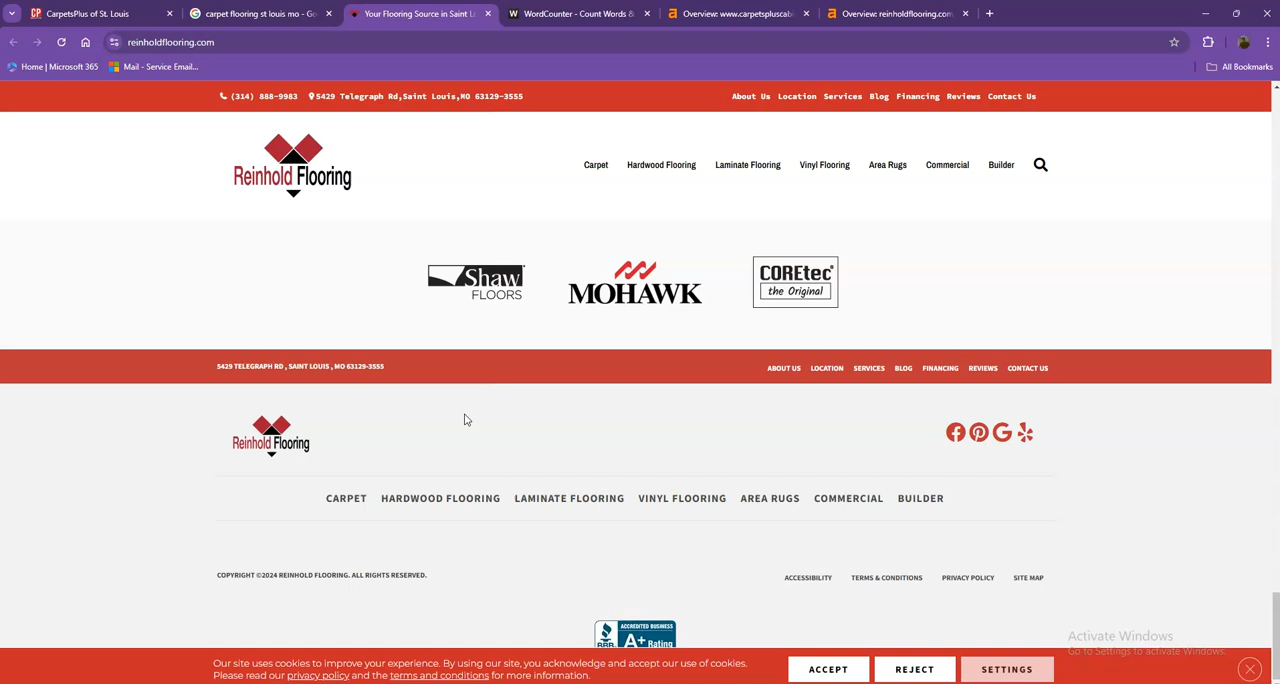 CarpetsPlus of St. Louis
carpet flooring st louis mo - Go
Your Flooring Source in Saint L
WordCounter - Count Words &
Overview: www.carpetspluscabi
Overview: reinholdflooring.com
reinholdflooring.com
Home | Microsoft 365
Mail - Service Email...
All Bookmarks
(314) 888-9983 5429 Telegraph Rd,Saint Louis,MO 63129-3555
About Us Location Services Blog Financing Reviews Contact Us
Reinhold Flooring
Carpet Hardwood Flooring Laminate Flooring Vinyl Flooring Area Rugs Commercial Builder
Shaw
FLOORS
MOHAWK
COREtec
the Original
5429 TELEGRAPH RD , SAINT LOUIS , MO 63129-3555
ABOUT US LOCATION SERVICES BLOG FINANCING REVIEWS CONTACT US
Reinhold Flooring
CARPET HARDWOOD FLOORING LAMINATE FLOORING VINYL FLOORING AREA RUGS COMMERCIAL BUILDER
COPYRIGHT ©2024 REINHOLD FLOORING. ALL RIGHTS RESERVED.
ACCESSIBILITY TERMS & CONDITIONS PRIVACY POLICY SITE MAP
ACCREDITED BUSINESS
BBB A+ Rating
Activate Windows
Go to Settings to activate Windows.
Our site uses cookies to improve your experience. By using our site, you acknowledge and accept our use of cookies.
Please read our privacy policy and the terms and conditions for more information.
ACCEPT
REJECT
SETTINGS